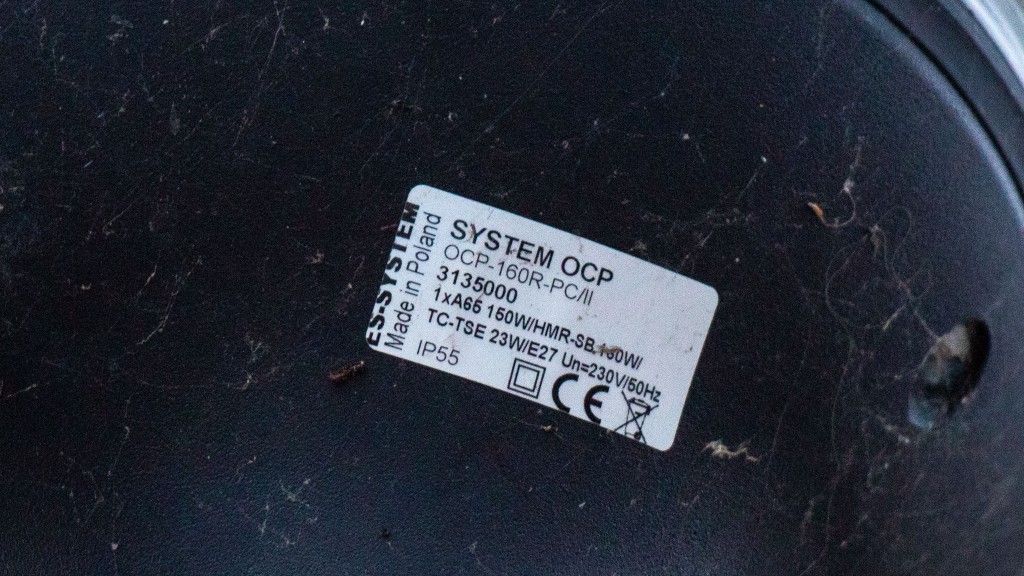 ES-SYSTEM
Made in Poland
SYSTEM OCP
OCP-160R-PC/II
3135000
1xA65 150W/HMR-SB 160W/
TC-TSE 23W/E27 Un=230V/50Hz
IP55
CE